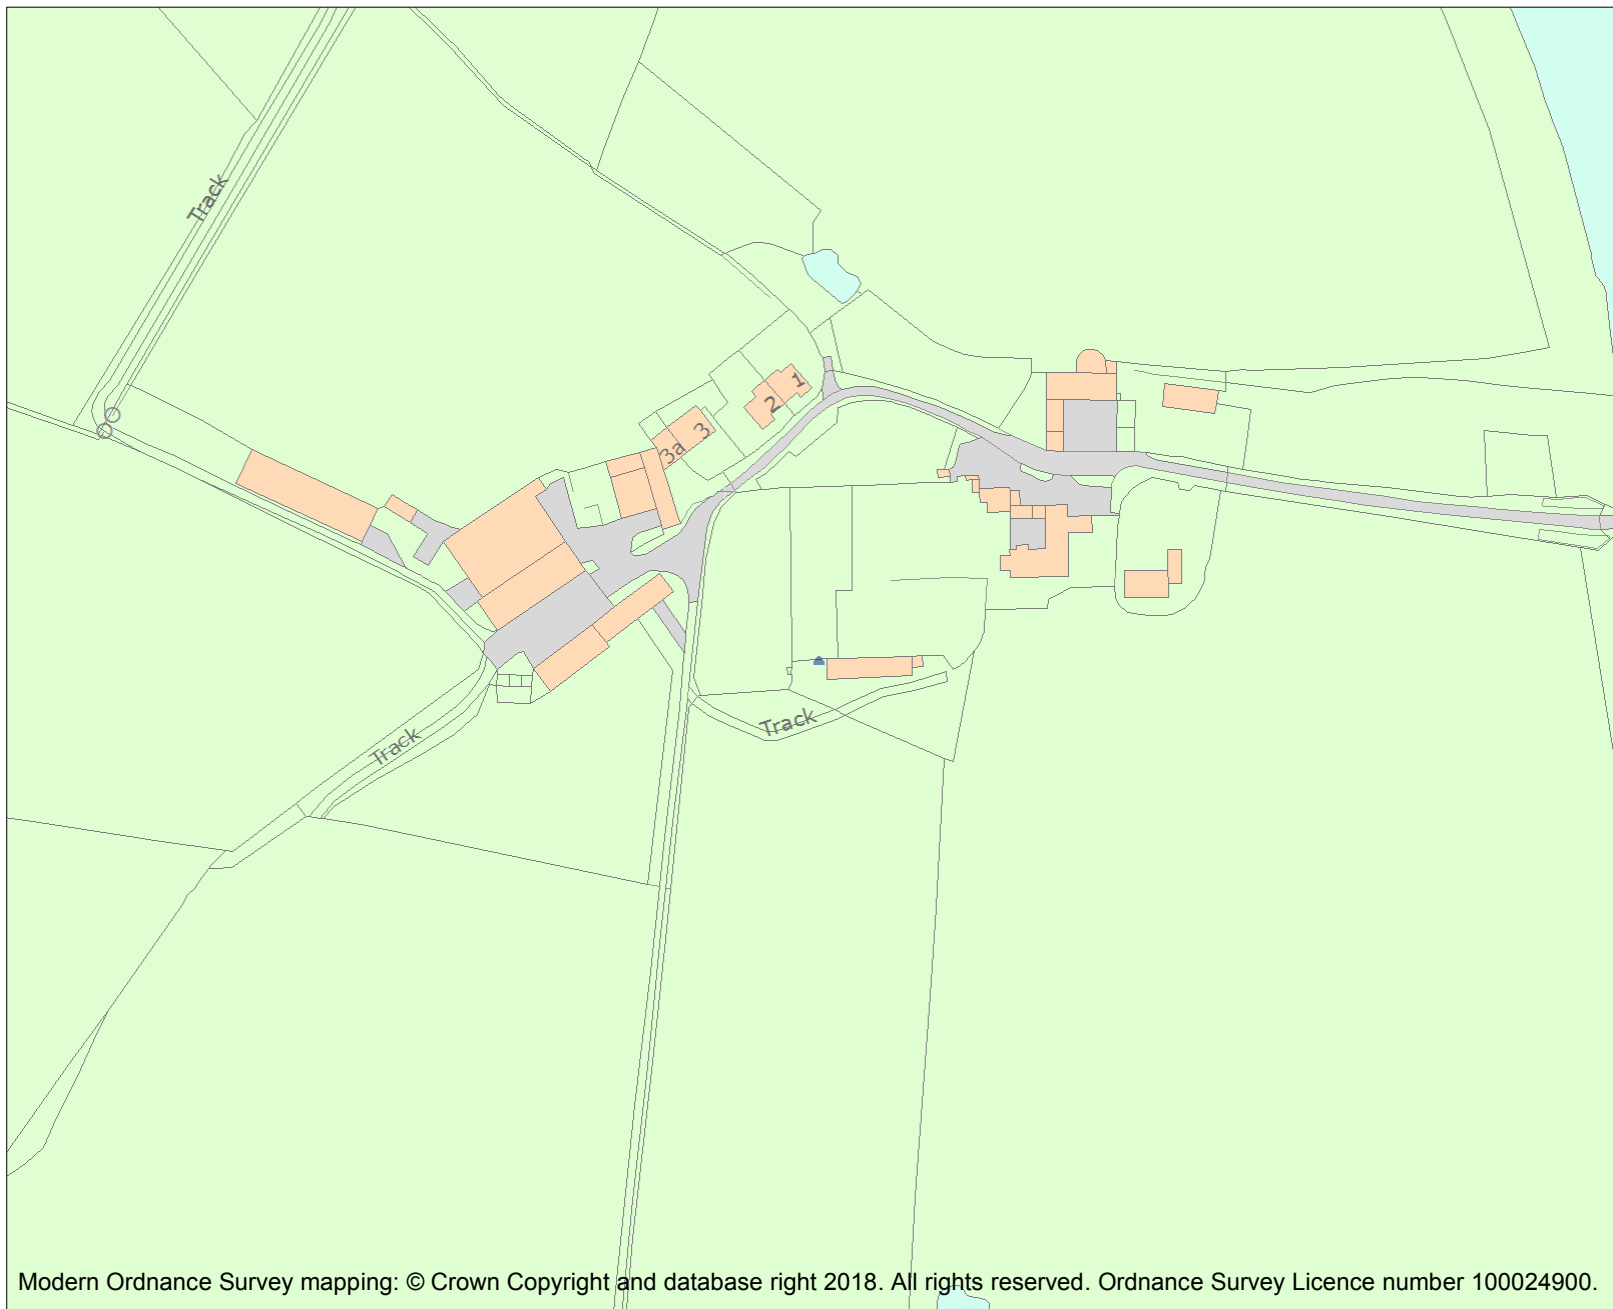 Track
1
2
3
3a
Track
Track
Modern Ordnance Survey mapping: © Crown Copyright and database right 2018. All rights reserved. Ordnance Survey Licence number 100024900.